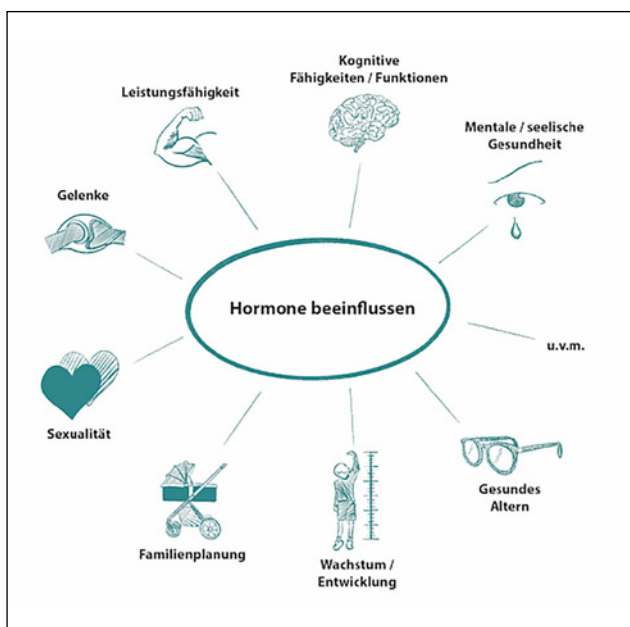 Kognitive
Fähigkeiten / Funktionen
Leistungsfähigkeit
Mentale / seelische
Gesundheit
Gelenke
Hormone beeinflussen
u.v.m.
Sexualität
Gesundes
Altern
Familienplanung
Wachstum /
Entwicklung